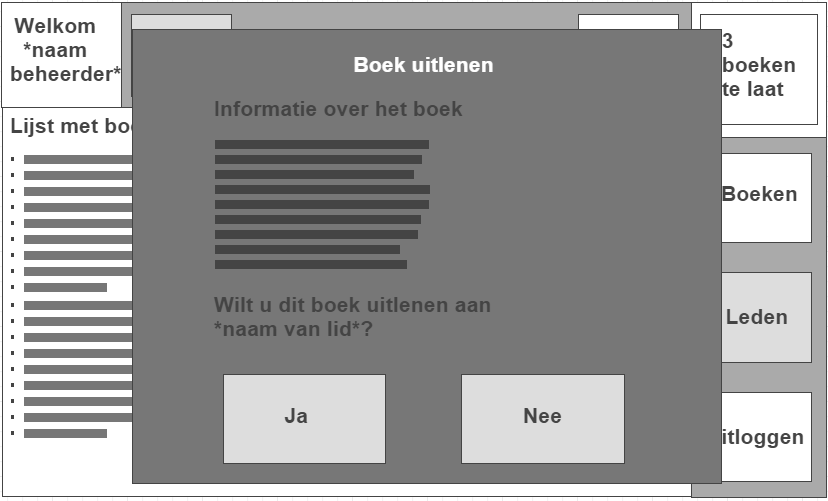 Welkom
*naam
beheerder*
3
boeken
te laat
Boek uitlenen
Informatie over het boek
Lijst met boe
Boeken
Wilt u dit boek uitlenen aan
*naam van lid*?
Leden
Ja
Nee
itloggen